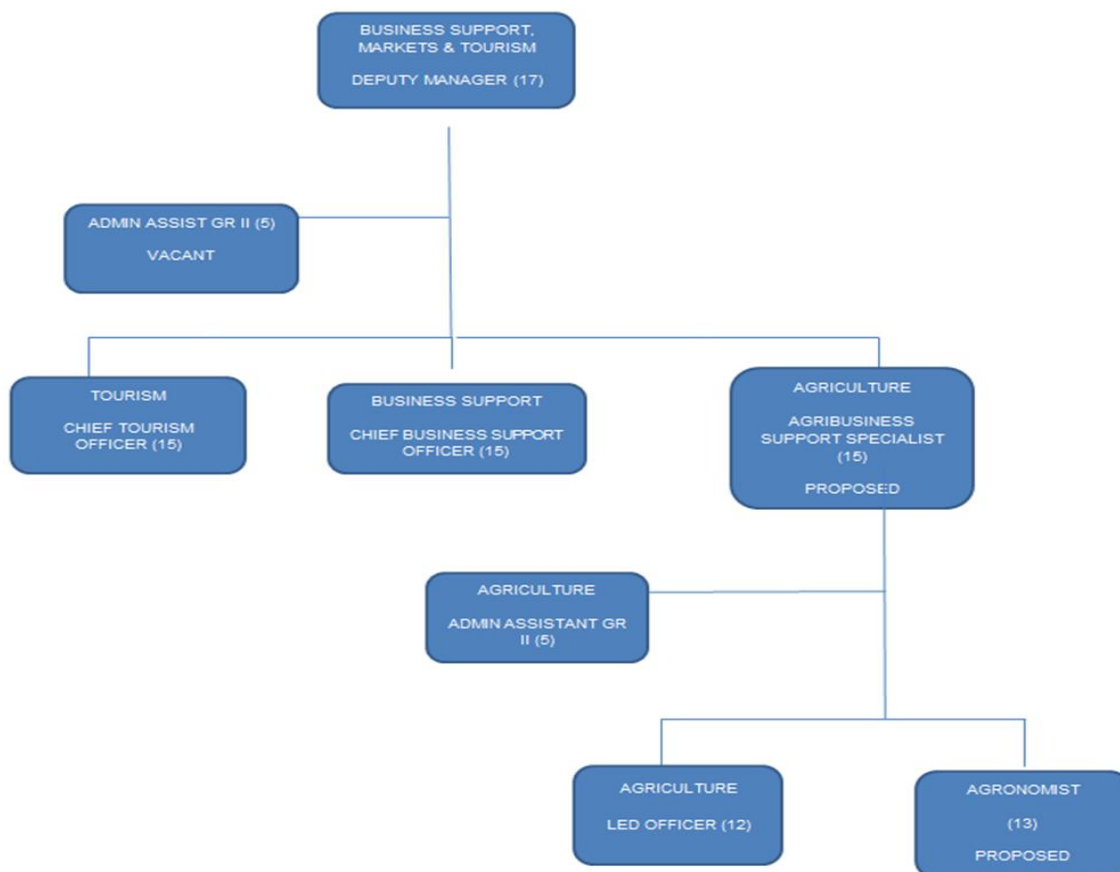 BUSINESS SUPPORT,
MARKETS & TOURISM
DEPUTY MANAGER (17)
ADMIN ASSIST GR II (5)
VACANT
TOURISM
CHIEF TOURISM
OFFICER (15)
BUSINESS SUPPORT
CHIEF BUSINESS SUPPORT
OFFICER (15)
AGRICULTURE
AGRIBUSINESS
SUPPORT SPECIALIST
(15)
PROPOSED
AGRICULTURE
ADMIN ASSISTANT GR
II (5)
AGRICULTURE
LED OFFICER (12)
AGRONOMIST
(13)
PROPOSED